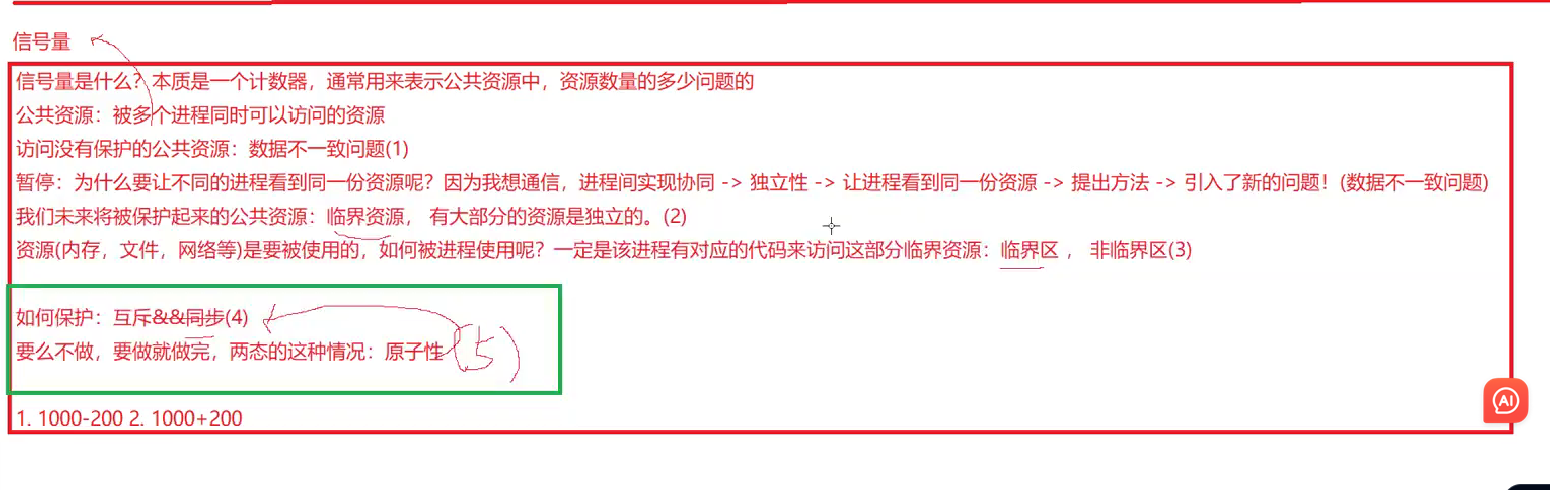 信号量
信号量是什么？本质是一个计数器，通常用来表示公共资源中，资源数量的多少问题的
公共资源：被多个进程同时可以访问的资源
访问没有保护的公共资源：数据不一致问题(1)
暂停：为什么要让不同的进程看到同一份资源呢？因为我想通信，进程间实现协同 -> 独立性 -> 让进程看到同一份资源 -> 提出方法 -> 引入了新的问题！(数据不一致问题)
我们未来将被保护起来的公共资源：临界资源， 有大部分的资源是独立的。(2)
资源(内存，文件，网络等)是要被使用的，如何被进程使用呢？一定是该进程有对应的代码来访问这部分临界资源：临界区 ， 非临界区(3)
如何保护：互斥&&同步(4)
要么不做，要做就做完，两态的这种情况：原子性 (5)
1. 1000-200 2. 1000+200
AI